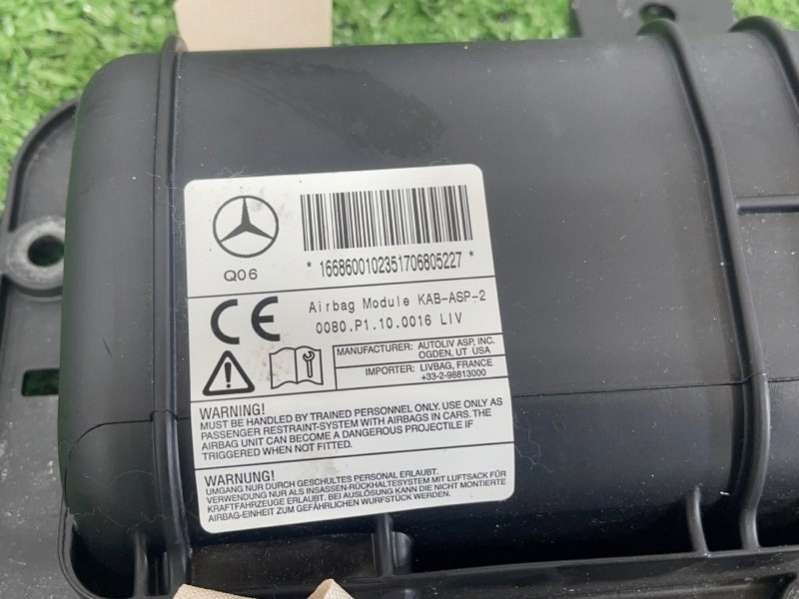 * 1668600102351706805227 *
Q06
Airbag Module KAB-ASP-2
0080.P1.10.0016 LIV
CE
MANUFACTURER: AUTOLIV ASP, INC.
OGDEN, UT USA
IMPORTER: LIVBAG, FRANCE
+33-2-98813000
WARNING!
MUST BE HANDLED BY TRAINED PERSONNEL ONLY. USE ONLY AS
PASSENGER RESTRAINT-SYSTEM WITH AIRBAGS IN CARS. THE
AIRBAG UNIT CAN BECOME A DANGEROUS PROJECTILE IF
TRIGGERED WHEN NOT FITTED.
WARNUNG!
UMGANG NUR DURCH GESCHULTES PERSONAL ERLAUBT.
VERWENDUNG NUR ALS INSASSEN-RÜCKHALTESYSTEM MIT LUFTSACK FÜR
KRAFTFAHRZEUGE ERLAUBT. BEI AUSLÖSUNG KANN DIE NICHT MONTIERTE
AIRBAG-EINHEIT ZUM GEFÄHRLICHEN WURFSTÜCK WERDEN.